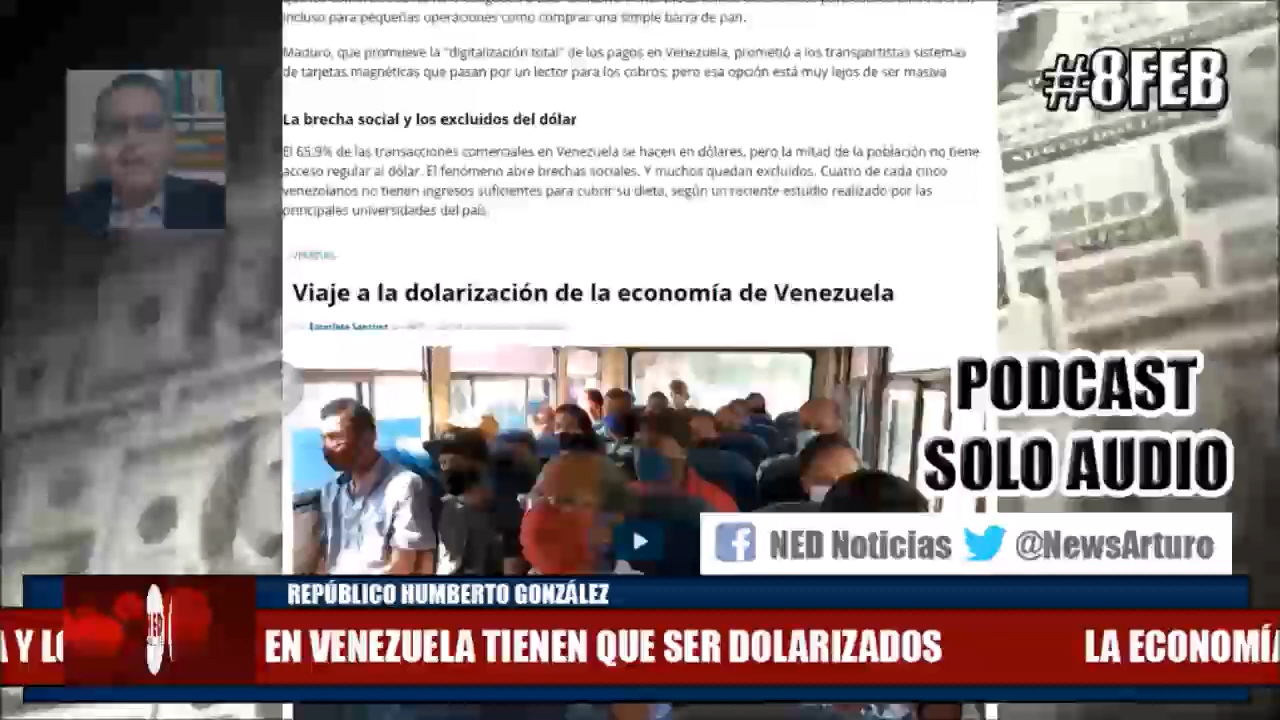 incluso para pequeñas operaciones como comprar una simple barra de pan.
Maduro, que promueve la "digitalización total" de los pagos en Venezuela, prometió a los transportistas sistemas
de tarjetas magnéticas que pasan por un lector para los cobros; pero esa opción está muy lejos de ser masiva
La brecha social y los excluidos del dólar
El 65,9% de las transacciones comerciales en Venezuela se hacen en dólares, pero la mitad de la población no tiene
acceso regular al dólar. El fenómeno abre brechas sociales. Y muchos quedan excluidos. Cuatro de cada cinco
venezolanos no tienen ingresos suficientes para cubrir su dieta, según un reciente estudio realizado por las
principales universidades del país.
Viaje a la dolarización de la economía de Venezuela
#8FEB
PODCAST
SOLO AUDIO
NED Noticias @NewsArturo
REPÚBLICO HUMBERTO GONZÁLEZ
A Y LO EN VENEZUELA TIENEN QUE SER DOLARIZADOS LA ECONOMÍA